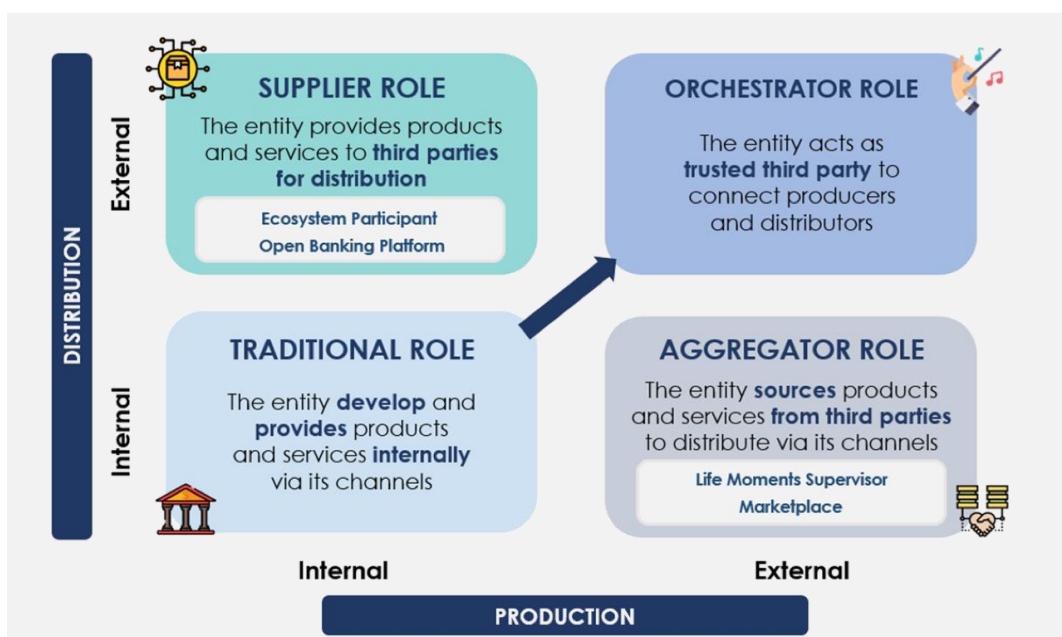 DISTRIBUTION
External
Internal
SUPPLIER ROLE
The entity provides products
and services to third parties
for distribution
Ecosystem Participant
Open Banking Platform
ORCHESTRATOR ROLE
The entity acts as
trusted third party to
connect producers
and distributors
TRADITIONAL ROLE
The entity develop and
provides products
and services internally
via its channels
AGGREGATOR ROLE
The entity sources products
and services from third parties
to distribute via its channels
Life Moments Supervisor
Marketplace
Internal
External
PRODUCTION